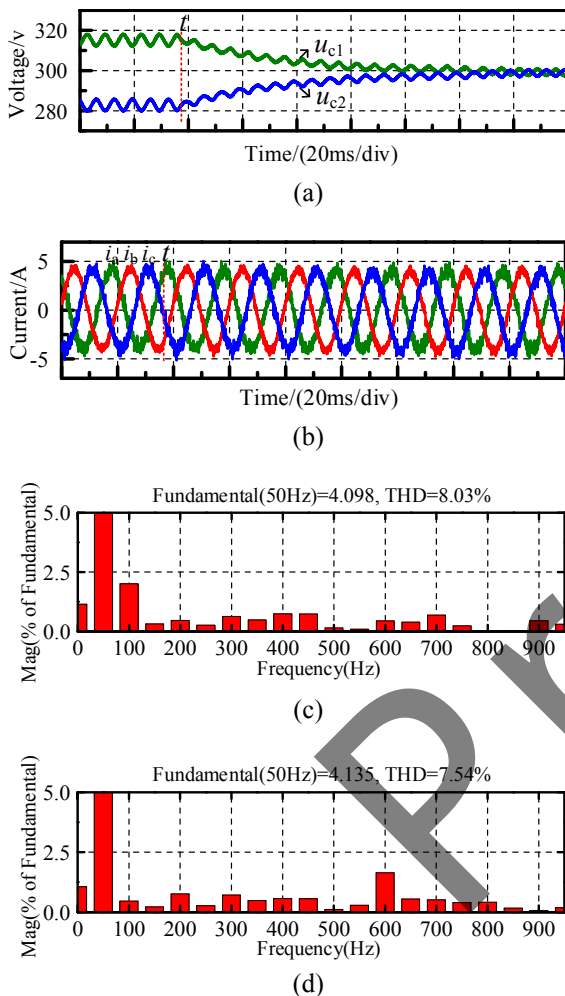 320
t
uc1
300
uc2
280
Voltage/v
Time/(20ms/div)
(a)
ia ib ic t
5
0
-5
Current/A
Time/(20ms/div)
(b)
Fundamental(50Hz)=4.098, THD=8.03%
5.0
2.5
0.0
Mag(% of Fundamental)
0 100 200 300 400 500 600 700 800 900
Frequency(Hz)
(c)
Fundamental(50Hz)=4.135, THD=7.54%
5.0
2.5
0.0
Mag(% of Fundamental)
0 100 200 300 400 500 600 700 800 900
Frequency(Hz)
(d)
Pr